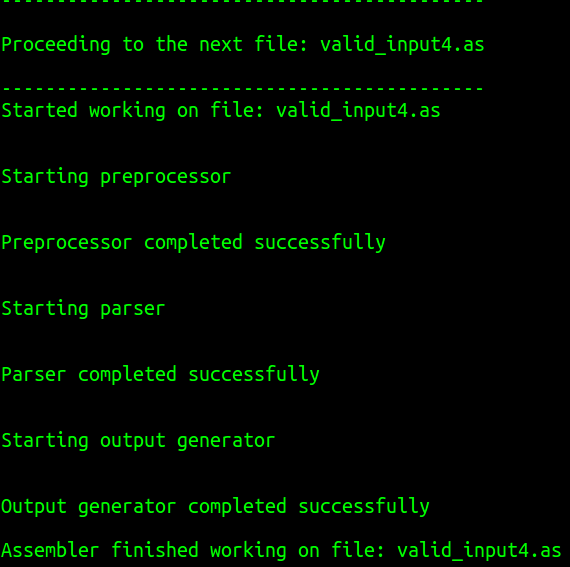 --------------------------------------------
Proceeding to the next file: valid_input4.as
--------------------------------------------
Started working on file: valid_input4.as
Starting preprocessor
Preprocessor completed successfully
Starting parser
Parser completed successfully
Starting output generator
Output generator completed successfully
Assembler finished working on file: valid_input4.as